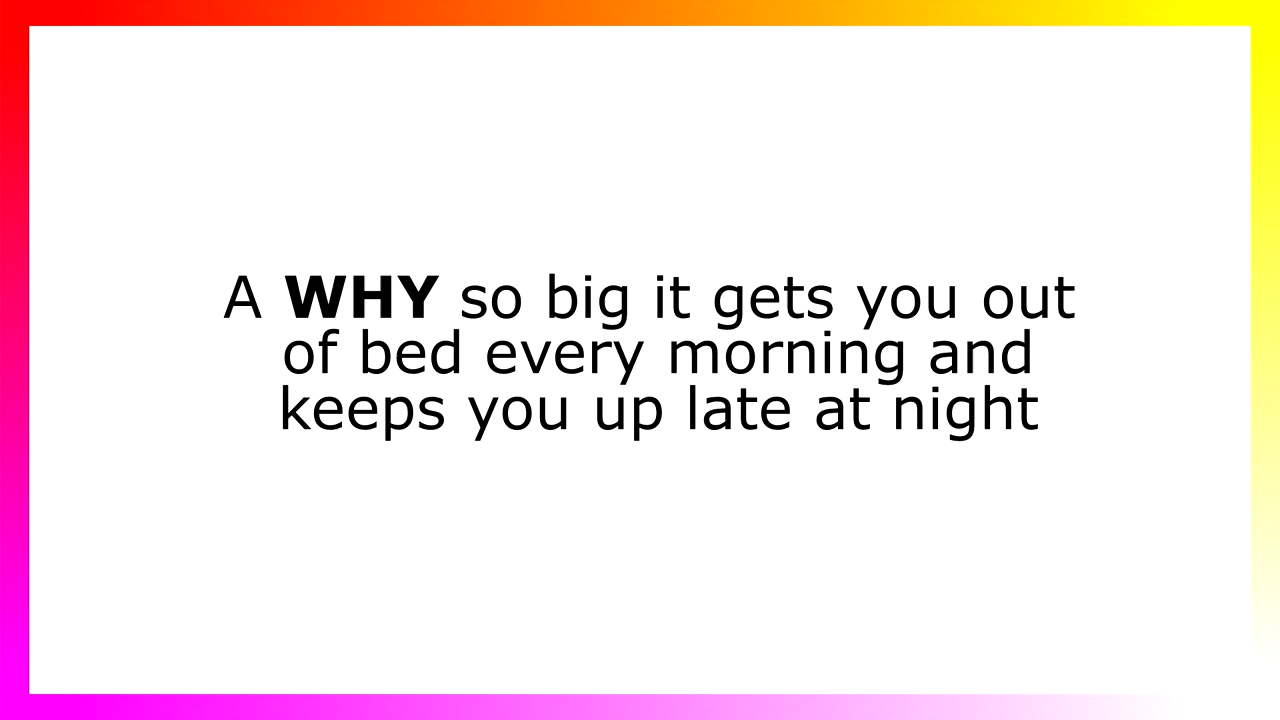 A WHY so big it gets you out
of bed every morning and
keeps you up late at night